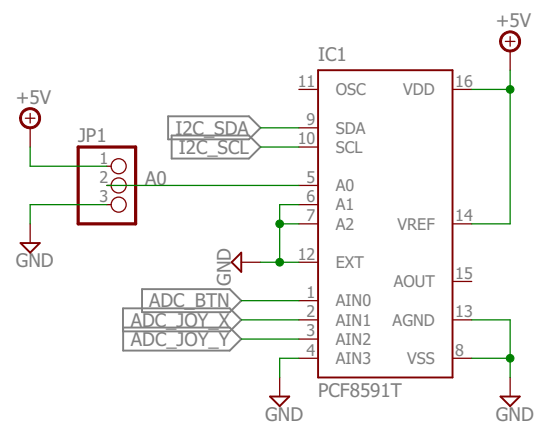 +5V
IC1
11 OSC VDD 16
+5V
I2C_SDA 9 SDA
JP1
I2C_SCL 10 SCL
1
2 A0 5 A0
3 6 A1
7 A2 VREF 14
GND
GND 12 EXT
AOUT 15
ADC_BTN 1 AIN0
ADC_JOY_X 2 AIN1 AGND 13
ADC_JOY_Y 3 AIN2
4 AIN3 VSS 8
PCF8591T
GND
GND